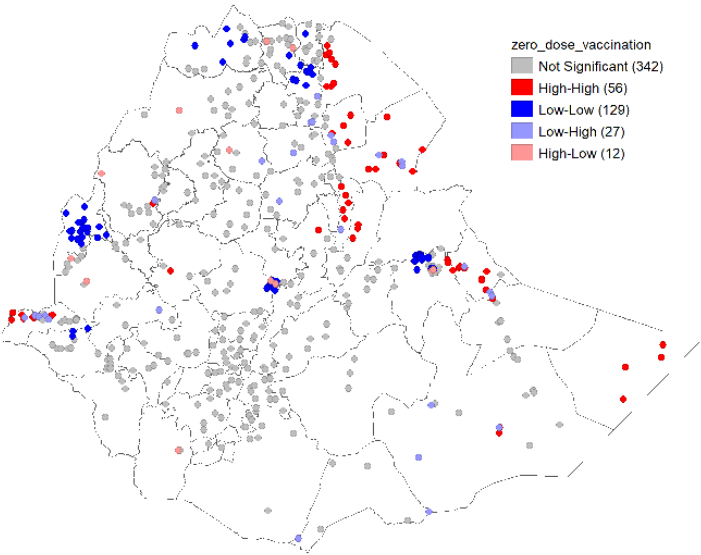 zero_dose_vaccination
Not Significant (342)
High-High (56)
Low-Low (129)
Low-High (27)
High-Low (12)